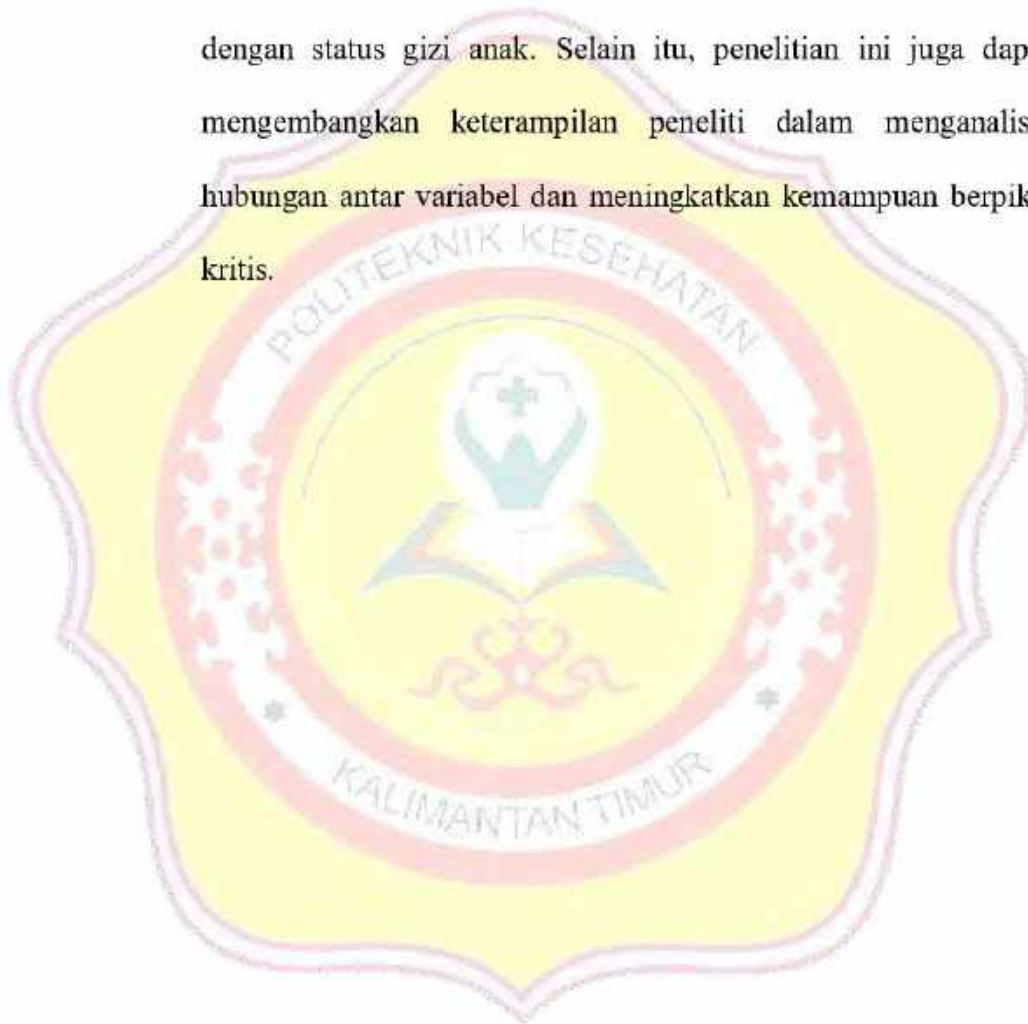 dengan status gizi anak. Selain itu, penelitian ini juga dap
mengembangkan keterampilan peneliti dalam menganalis
hubungan antar variabel dan meningkatkan kemampuan berpik
kritis.
POLITEKNIK KESEHATAN
KALIMANTAN TIMUR